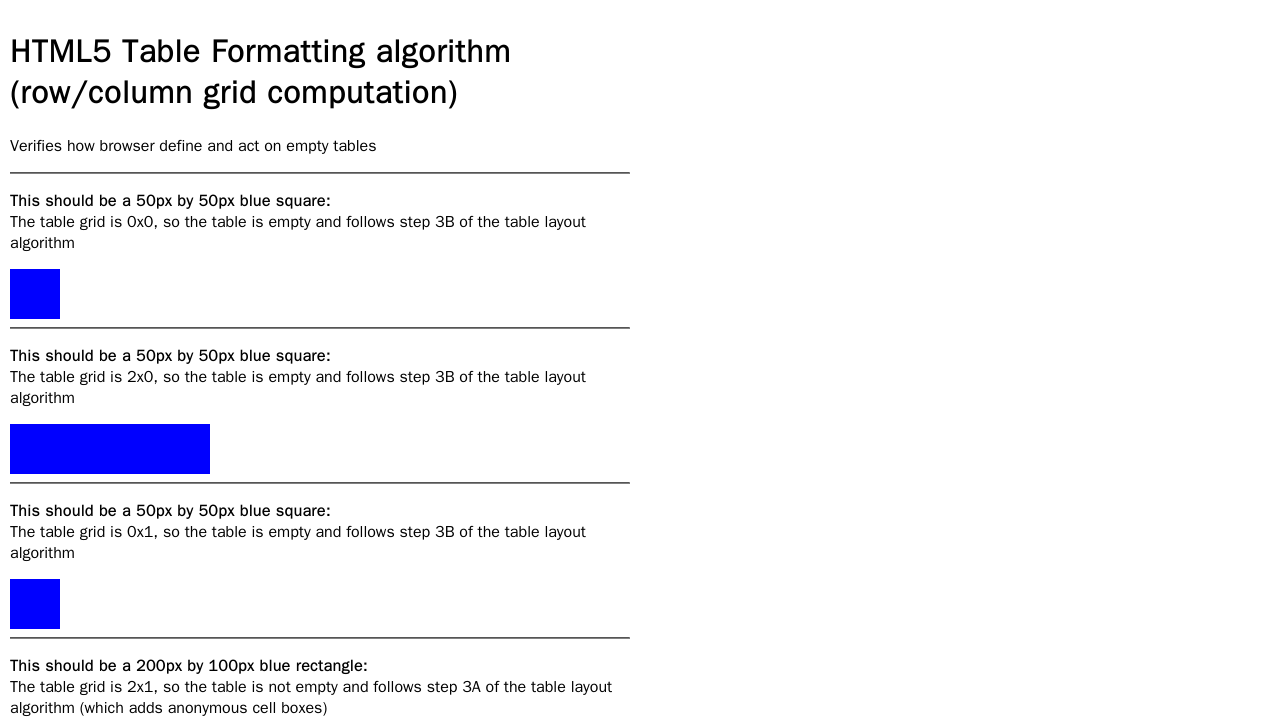 HTML5 Table Formatting algorithm
(row/column grid computation)
Verifies how browser define and act on empty tables
This should be a 50px by 50px blue square:
The table grid is 0x0, so the table is empty and follows step 3B of the table layout
algorithm
This should be a 50px by 50px blue square:
The table grid is 2x0, so the table is empty and follows step 3B of the table layout
algorithm
This should be a 50px by 50px blue square:
The table grid is 0x1, so the table is empty and follows step 3B of the table layout
algorithm
This should be a 200px by 100px blue rectangle:
The table grid is 2x1, so the table is not empty and follows step 3A of the table layout
algorithm (which adds anonymous cell boxes)